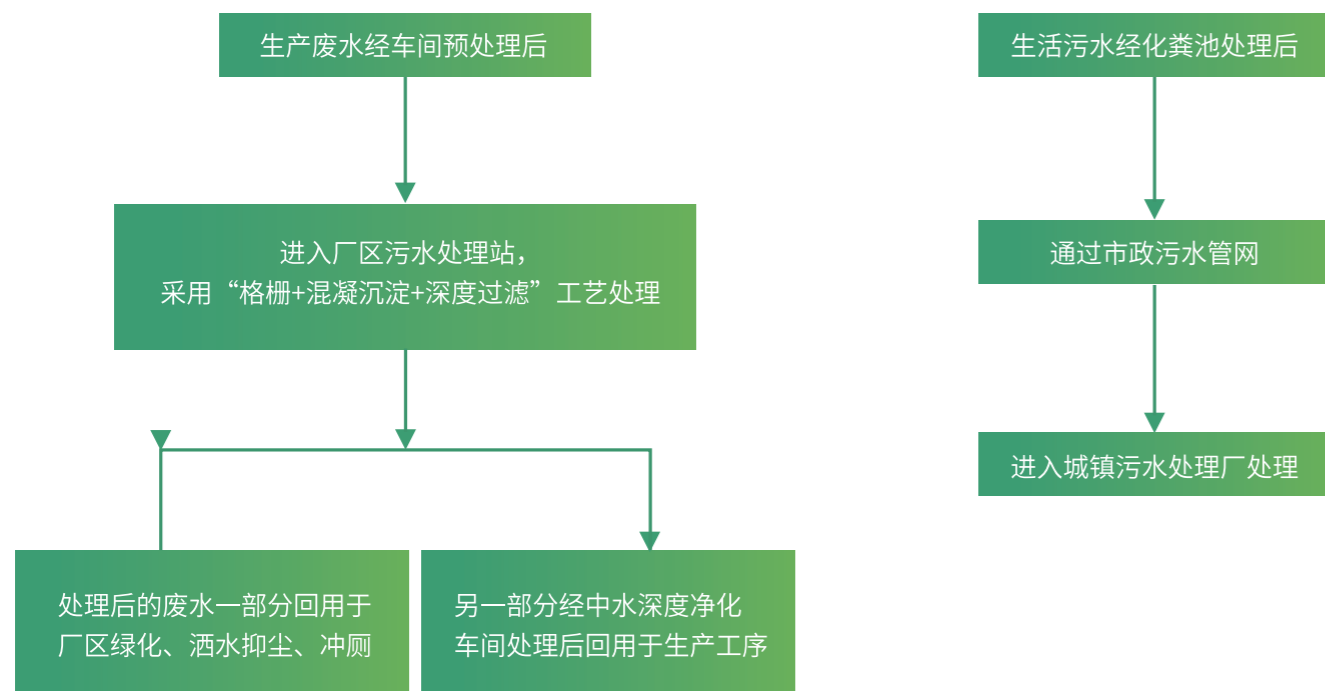 生产废水经车间预处理后
进入厂区污水处理站，
采用“格栅+混凝沉淀+深度过滤”工艺处理
处理后的废水一部分回用于
厂区绿化、洒水抑尘、冲厕
另一部分经中水深度净化
车间处理后回用于生产工序
生活污水经化粪池处理后
通过市政污水管网
进入城镇污水处理厂处理